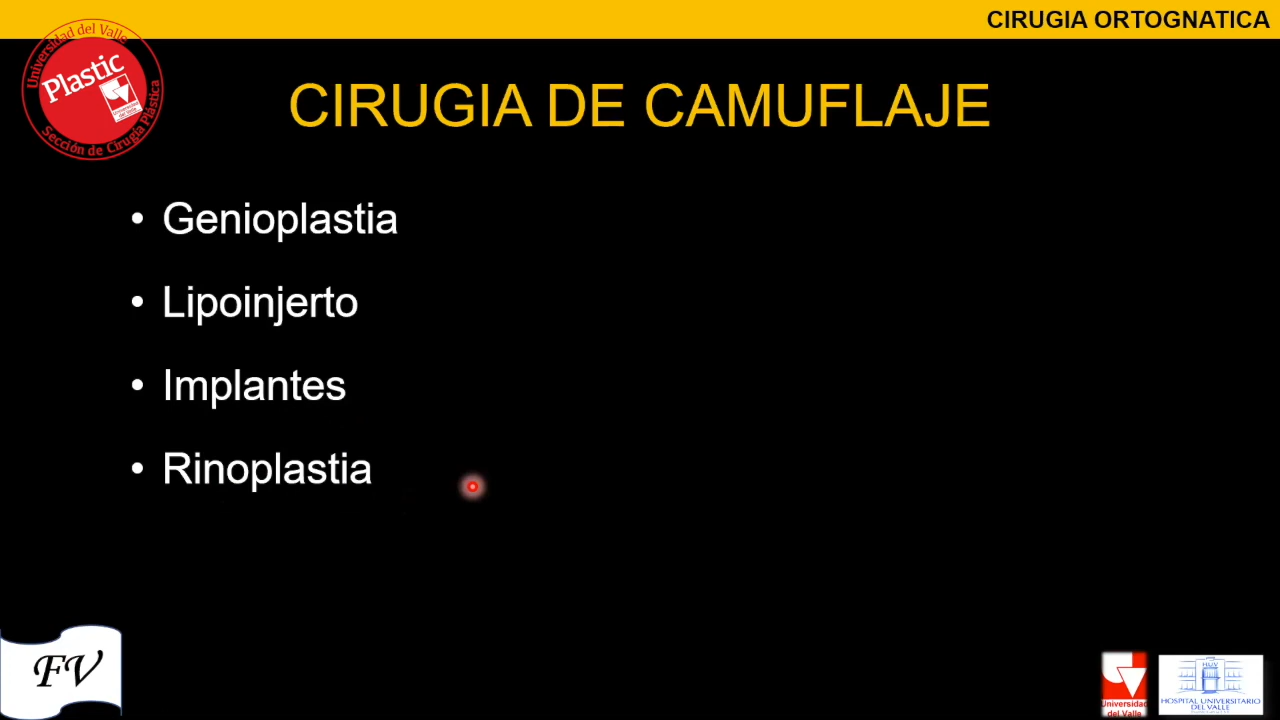 CIRUGIA ORTOGNATICA
Universidad del Valle
Plastic
Sección de Cirugía Plástica
CIRUGIA DE CAMUFLAJE
• Genioplastia
• Lipoinjerto
• Implantes
• Rinoplastia
FV
Universidad
del Valle
HUV
HOSPITAL UNIVERSITARIO
DEL VALLE